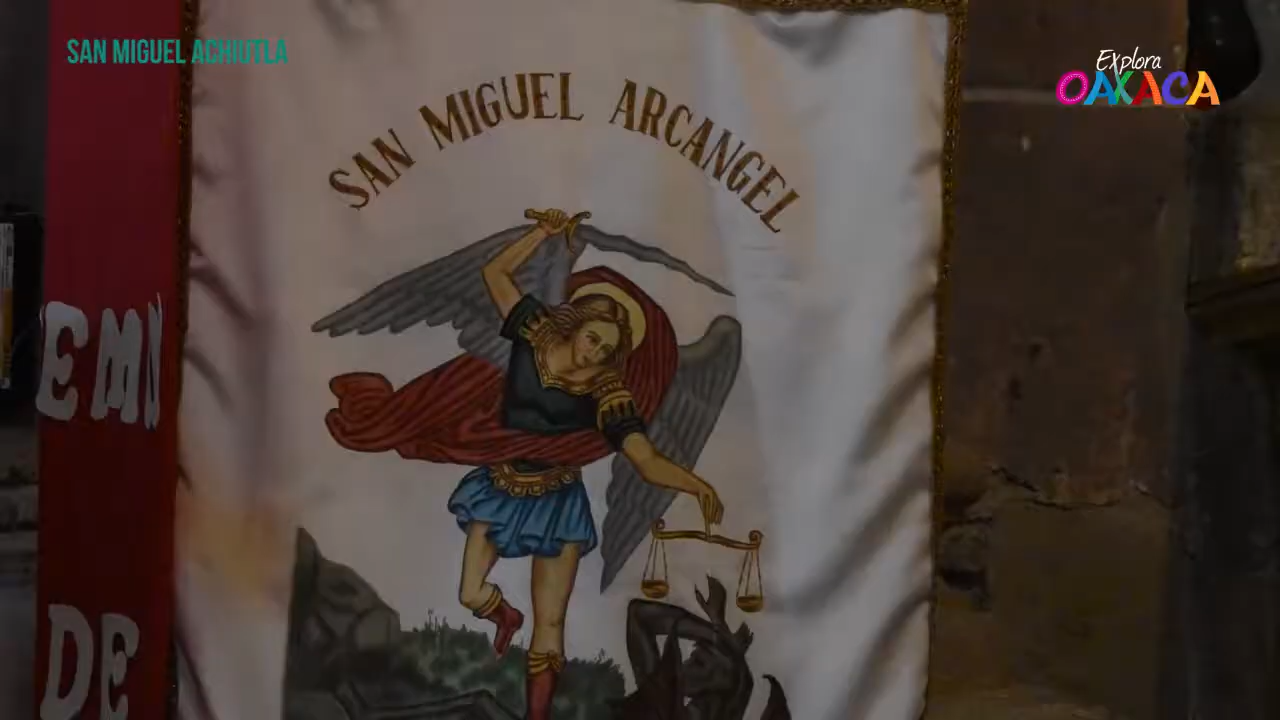 SAN MIGUEL ACHIUTLA
Explora
OAXACA
SAN MIGUEL ARCANGEL
DE